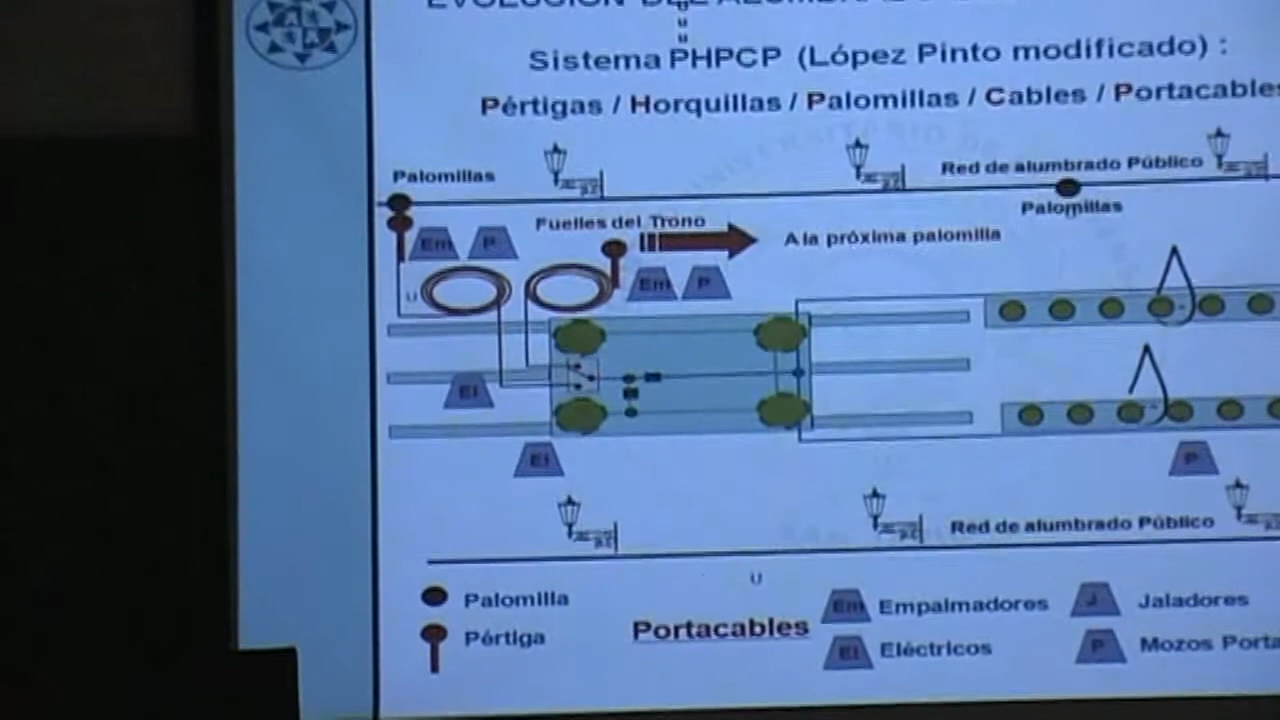 Sistema PHPCP (López Pinto modificado) :
Pértigas / Horquillas / Palomillas / Cables / Portacables
Palomillas
Red de alumbrado Público
Palomillas
Fuelles del Trono
A la próxima palomilla
Em P
Em P
U
El
El
P
Red de alumbrado Público
U
Palomilla
Pértiga
Portacables
Em Empalmadores
El Eléctricos
J Jaladores
P Mozos Porta